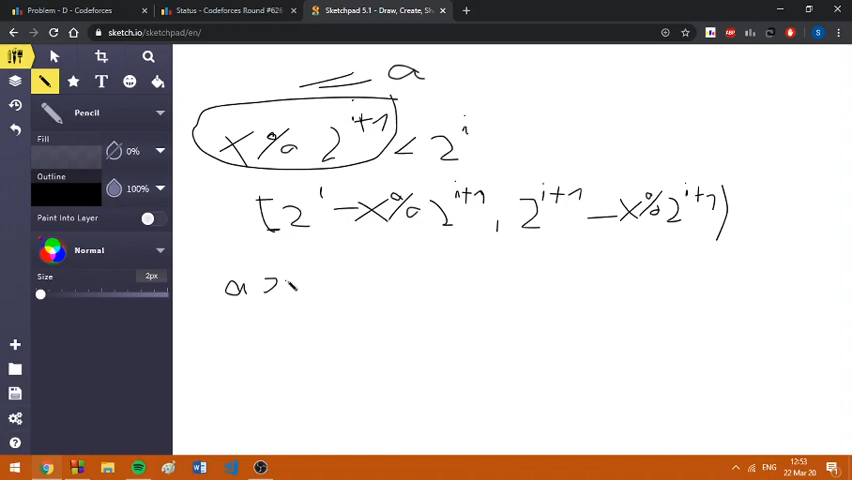 Problem - D - Codeforces
Status - Codeforces Round #628
Sketchpad 5.1 - Draw, Create, Sh
sketch.io/sketchpad/en/
ABP
S
Pencil
Fill
0%
Outline
100%
Paint Into Layer
Normal
Size
2px
= a
x % 2^{i+1} < 2^i
[2^i - x % 2^{i+1}, 2^{i+1} - x % 2^{i+1})
a >
ENG
12:53
22 Mar 20